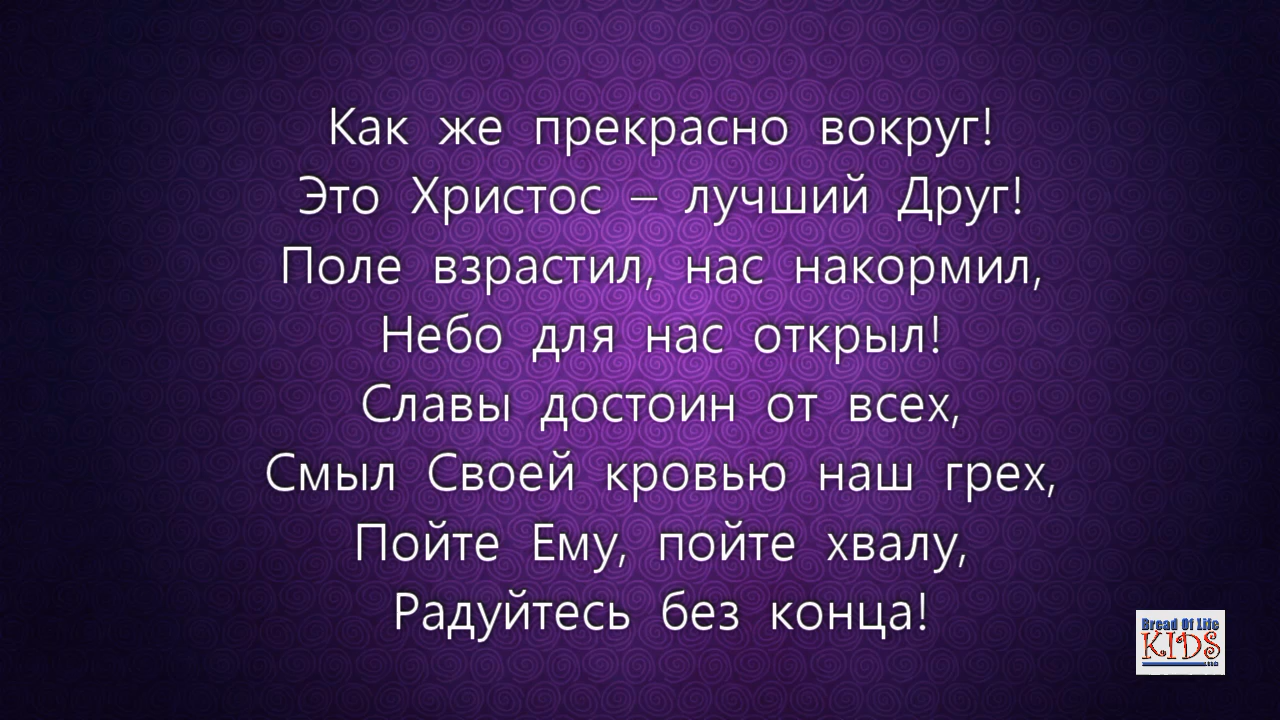 Как же прекрасно вокруг!
Это Христос – лучший Друг!
Поле взрастил, нас накормил,
Небо для нас открыл!
Славы достоин от всех,
Смыл Своей кровью наш грех,
Пойте Ему, пойте хвалу,
Радуйтесь без конца!
Bread Of Life
KIDS